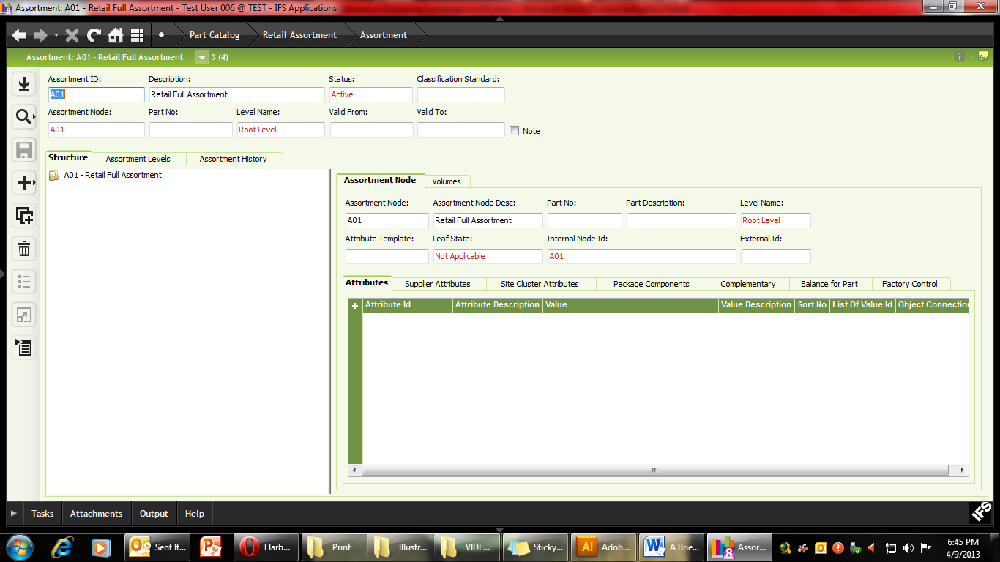 Assortment: A01 - Retail Full Assortment - Test User 006 @ TEST - IFS Applications
Part Catalog Retail Assortment Assortment
Assortment: A01 - Retail Full Assortment 3 (4)
Assortment ID: Description: Status: Classification Standard:
A01 Retail Full Assortment Active
Assortment Node: Part No: Level Name: Valid From: Valid To:
A01 Root Level Note
Structure Assortment Levels Assortment History
A01 - Retail Full Assortment
Assortment Node Volumes
Assortment Node: Assortment Node Desc: Part No: Part Description: Level Name:
A01 Retail Full Assortment Root Level
Attribute Template: Leaf State: Internal Node Id: External Id:
Not Applicable A01
Attributes Supplier Attributes Site Cluster Attributes Package Components Complementary Balance for Part Factory Control
Attribute Id Attribute Description Value Value Description Sort No List Of Value Id Object Connection
Tasks Attachments Output Help IFS
Sent It... Harb... Print Illustr... VIDE... Sticky... Adob... A Brie... Assor... 6:45 PM
4/9/2013